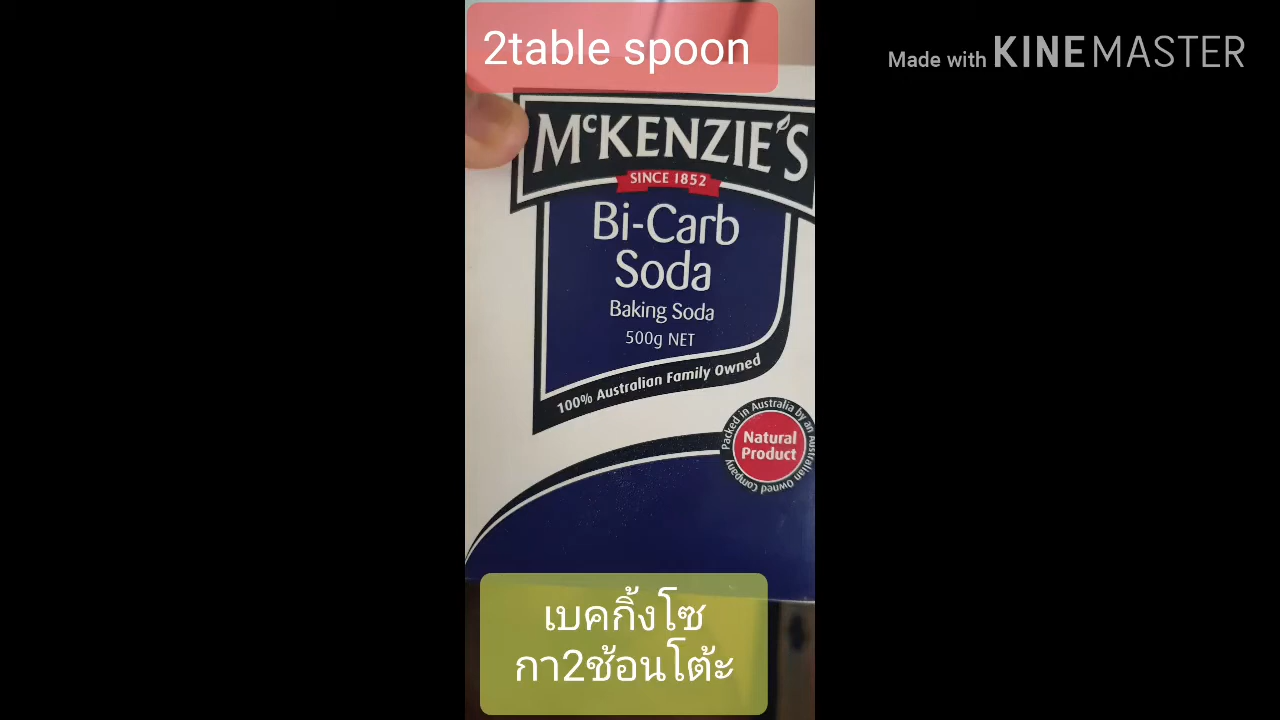 2table spoon
Made with KINEMASTER
McKENZIE'S
SINCE 1852
Bi-Carb
Soda
Baking Soda
500g NET
100% Australian Family Owned
Packed in Australia by an Australian Owned Company
Natural
Product
เบคกิ้งโซ
กา2ช้อนโต้ะ